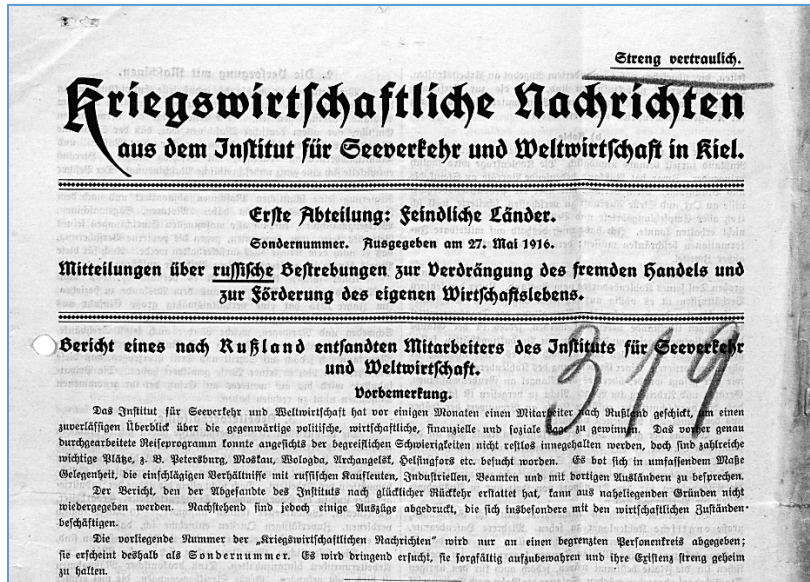 Streng vertraulich.
Kriegswirtschaftliche Nachrichten
aus dem Institut für Seeverkehr und Weltwirtschaft in Kiel.
Erste Abteilung: Feindliche Länder.
Sondernummer. Ausgegeben am 27. Mai 1916.
Mitteilungen über russische Bestrebungen zur Verdrängung des fremden Handels und
zur Förderung des eigenen Wirtschaftslebens.
319
Bericht eines nach Rußland entsandten Mitarbeiters des Instituts für Seeverkehr
und Weltwirtschaft.
Vorbemerkung.
Das Institut für Seeverkehr und Weltwirtschaft hat vor einigen Monaten einen Mitarbeiter nach Rußland geschickt, um einen
zuverlässigen Überblick über die gegenwärtige politische, wirtschaftliche, finanzielle und soziale Lage zu gewinnen. Das vorher genau
durchgearbeitete Reiseprogramm konnte angesichts der begreiflichen Schwierigkeiten nicht restlos innegehalten werden, doch sind zahlreiche
wichtige Plätze, z. B. Petersburg, Moskau, Wologda, Archangelsk, Helsingfors etc. besucht worden. Es bot sich in umfassendem Maße
Gelegenheit, die einschlägigen Verhältnisse mit russischen Kaufleuten, Industriellen, Beamten und mit dortigen Ausländern zu besprechen.
Der Bericht, den der Abgesandte des Instituts nach glücklicher Rückkehr erstattet hat, kann aus naheliegenden Gründen nicht
wiedergegeben werden. Nachstehend sind jedoch einige Auszüge abgedruckt, die sich insbesondere mit den wirtschaftlichen Zuständen
beschäftigen.
Die vorliegende Nummer der „Kriegswirtschaftlichen Nachrichten" wird nur an einen begrenzten Personenkreis abgegeben;
sie erscheint deshalb als Sondernummer. Es wird dringend ersucht, sie sorgfältig aufzubewahren und ihre Existenz streng geheim
zu halten.